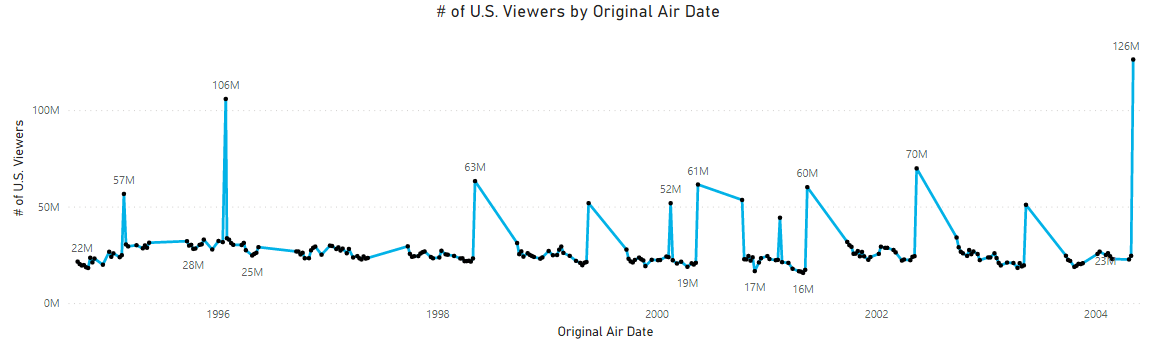 # of U.S. Viewers by Original Air Date
126M
106M
100M
70M
63M
61M
60M
57M
52M
50M
# of U.S. Viewers
22M
28M
25M
19M
17M
16M
23M
0M
1996
1998
2000
2002
2004
Original Air Date